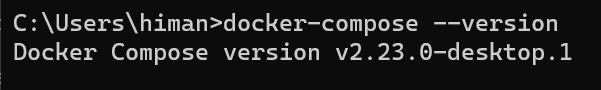 C:\Users\himan>docker-compose --version
Docker Compose version v2.23.0-desktop.1